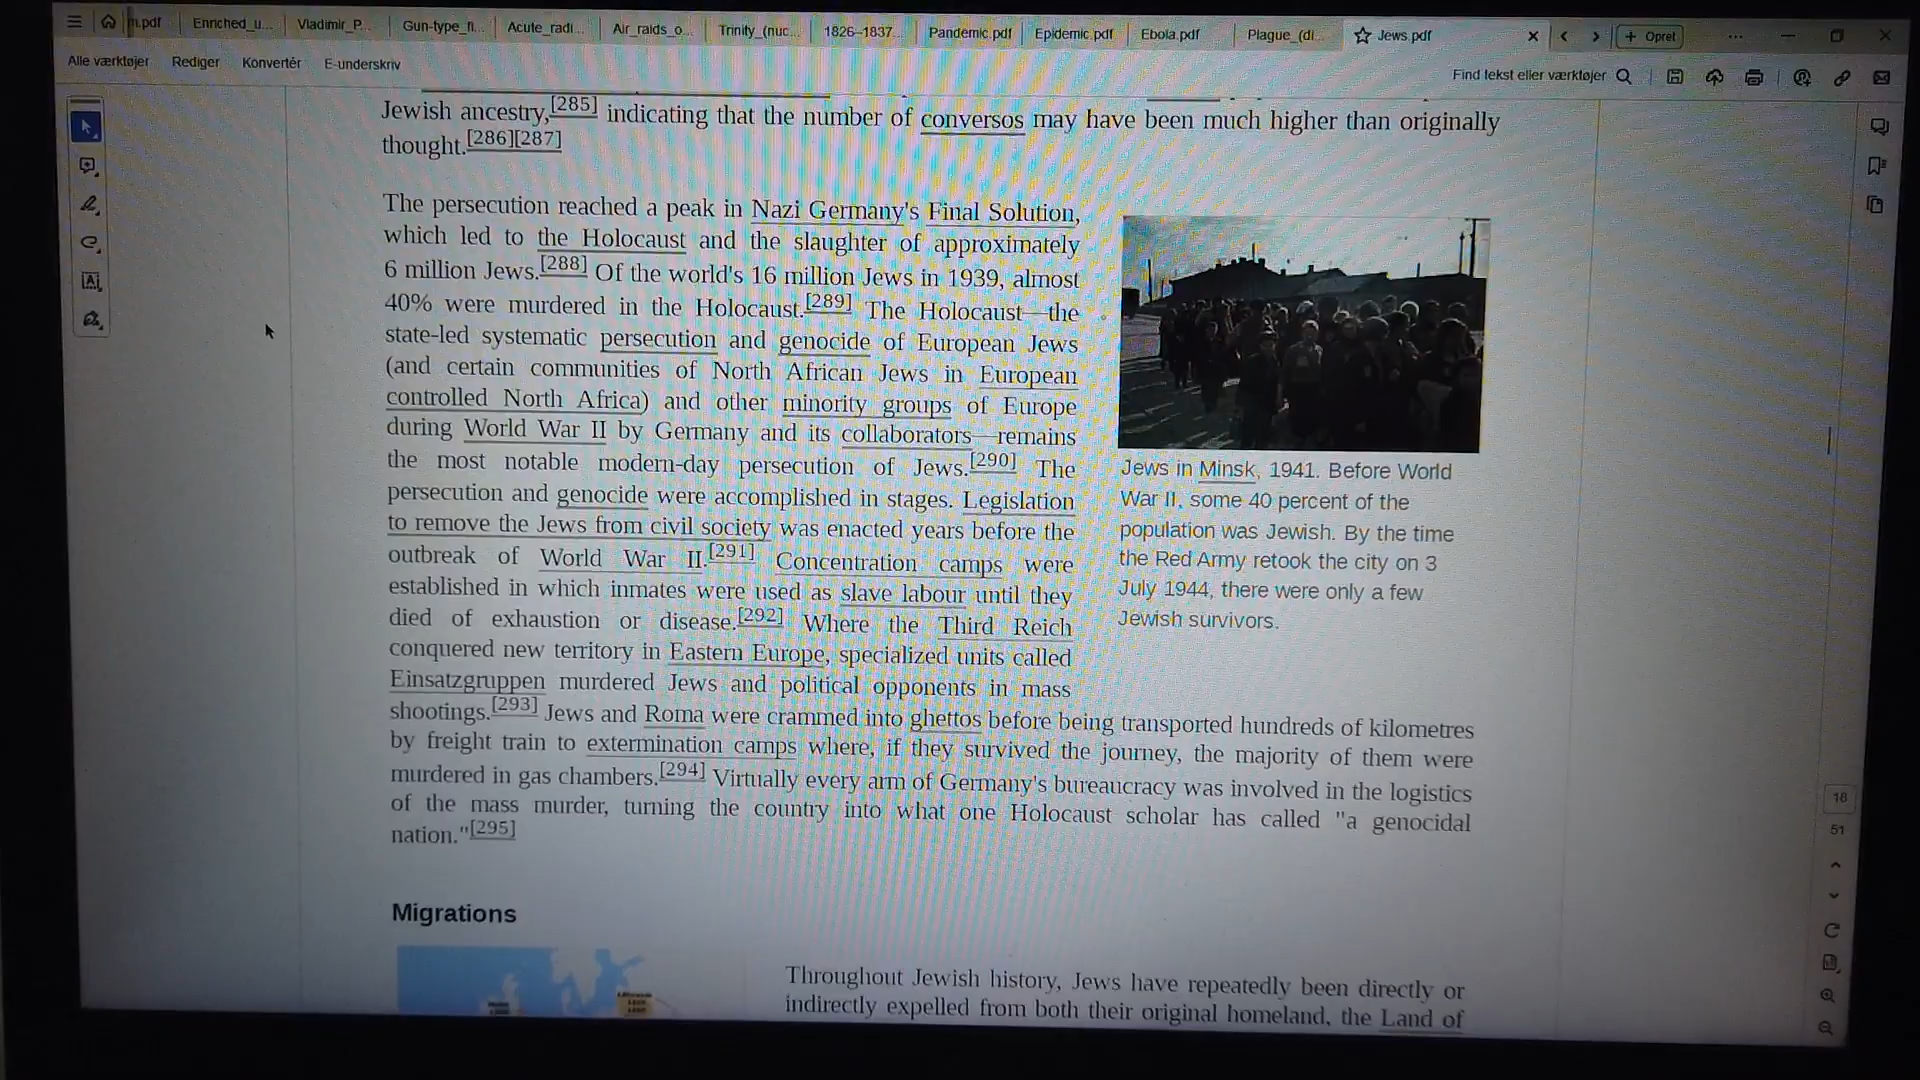 m.pdf Enriched_u... Vladimir_P... Gun-type_fi... Acute_radi... Air_raids_o... Trinity_(nuc... 1826–1837... Pandemic.pdf Epidemic.pdf Ebola.pdf Plague_(di... Jews.pdf + Opret
Alle værktøjer Rediger Konvertér E-underskriv
Find tekst eller værktøjer
Jewish ancestry,[285] indicating that the number of conversos may have been much higher than originally
thought.[286][287]
The persecution reached a peak in Nazi Germany's Final Solution,
which led to the Holocaust and the slaughter of approximately
6 million Jews.[288] Of the world's 16 million Jews in 1939, almost
40% were murdered in the Holocaust.[289] The Holocaust—the
state-led systematic persecution and genocide of European Jews
(and certain communities of North African Jews in European
controlled North Africa) and other minority groups of Europe
during World War II by Germany and its collaborators—remains
the most notable modern-day persecution of Jews.[290] The
persecution and genocide were accomplished in stages. Legislation
to remove the Jews from civil society was enacted years before the
outbreak of World War II.[291] Concentration camps were
established in which inmates were used as slave labour until they
died of exhaustion or disease.[292] Where the Third Reich
conquered new territory in Eastern Europe, specialized units called
Einsatzgruppen murdered Jews and political opponents in mass
shootings.[293] Jews and Roma were crammed into ghettos before being transported hundreds of kilometres
by freight train to extermination camps where, if they survived the journey, the majority of them were
murdered in gas chambers.[294] Virtually every arm of Germany's bureaucracy was involved in the logistics
of the mass murder, turning the country into what one Holocaust scholar has called "a genocidal
nation."[295]
Jews in Minsk, 1941. Before World
War II, some 40 percent of the
population was Jewish. By the time
the Red Army retook the city on 3
July 1944, there were only a few
Jewish survivors.
18
51
Migrations
Throughout Jewish history, Jews have repeatedly been directly or
indirectly expelled from both their original homeland, the Land of